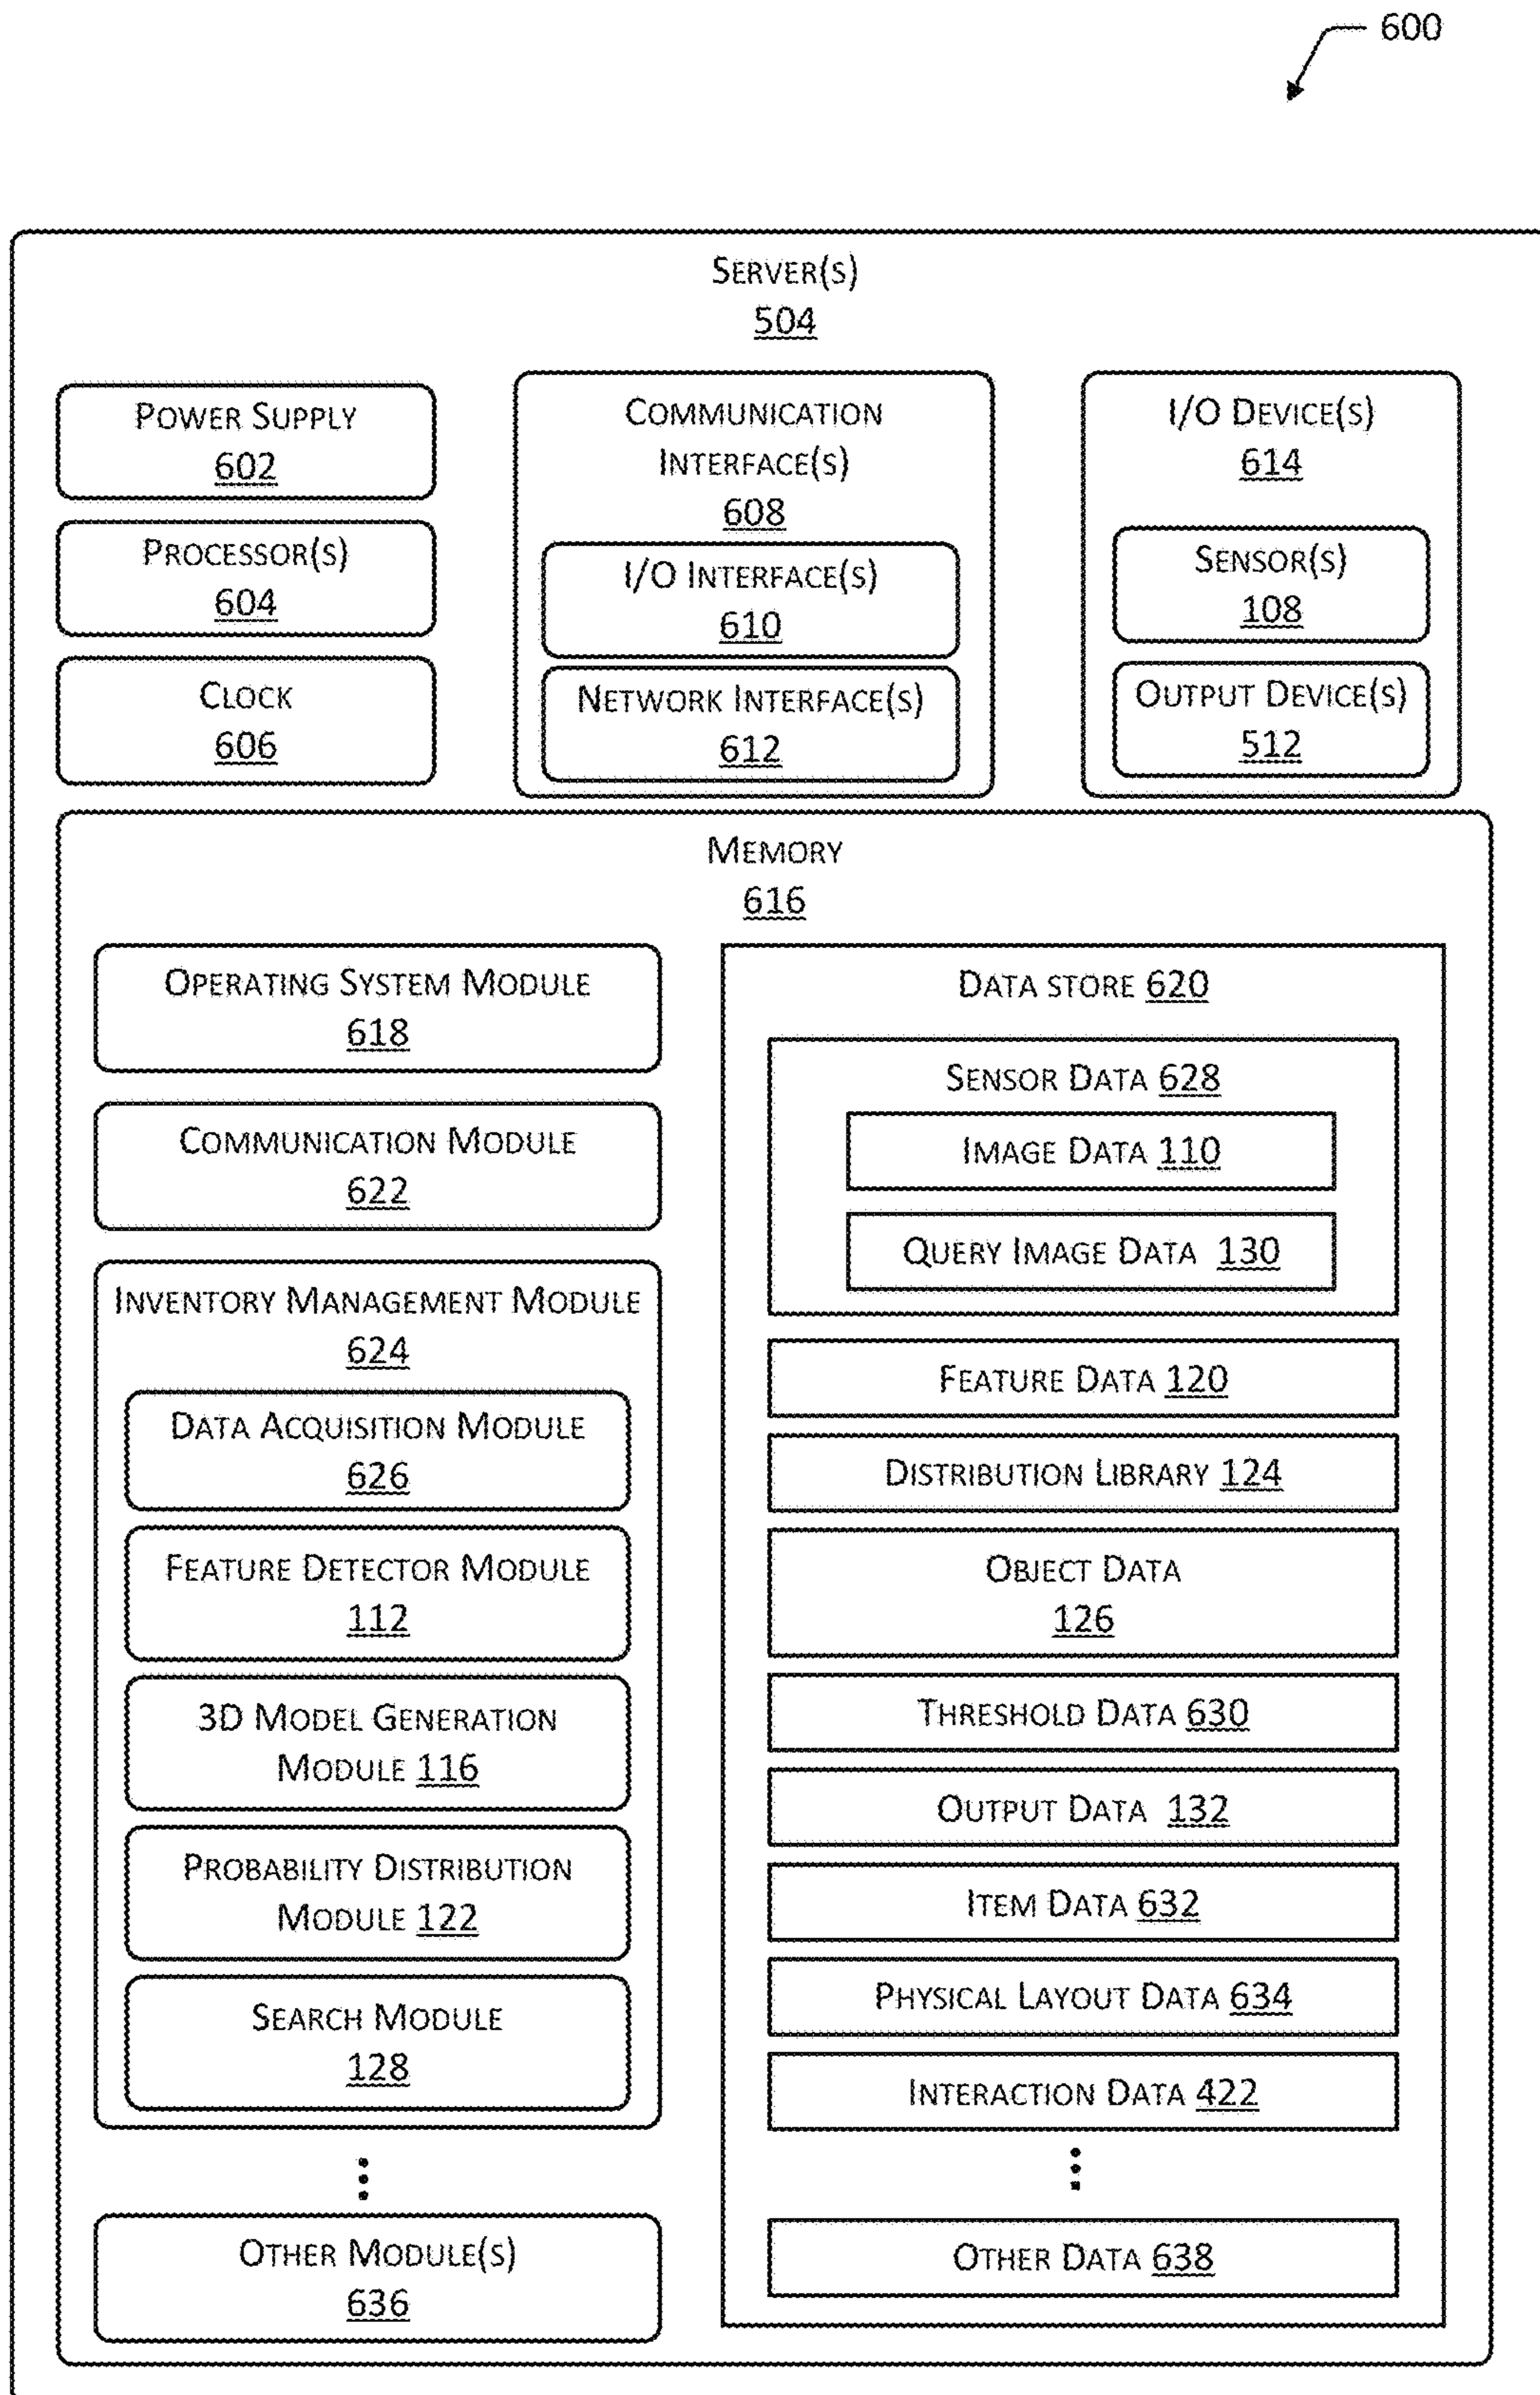 600
Server(s)
504
Power Supply
602
Processor(s)
604
Clock
606
Communication
Interface(s)
608
I/O Interface(s)
610
Network Interface(s)
612
I/O Device(s)
614
Sensor(s)
108
Output Device(s)
512
Memory
616
Operating System Module
618
Communication Module
622
Inventory Management Module
624
Data Acquisition Module
626
Feature Detector Module
112
3D Model Generation
Module 116
Probability Distribution
Module 122
Search Module
128
Other Module(s)
636
Data store 620
Sensor Data 628
Image Data 110
Query Image Data 130
Feature Data 120
Distribution Library 124
Object Data
126
Threshold Data 630
Output Data 132
Item Data 632
Physical Layout Data 634
Interaction Data 422
Other Data 638